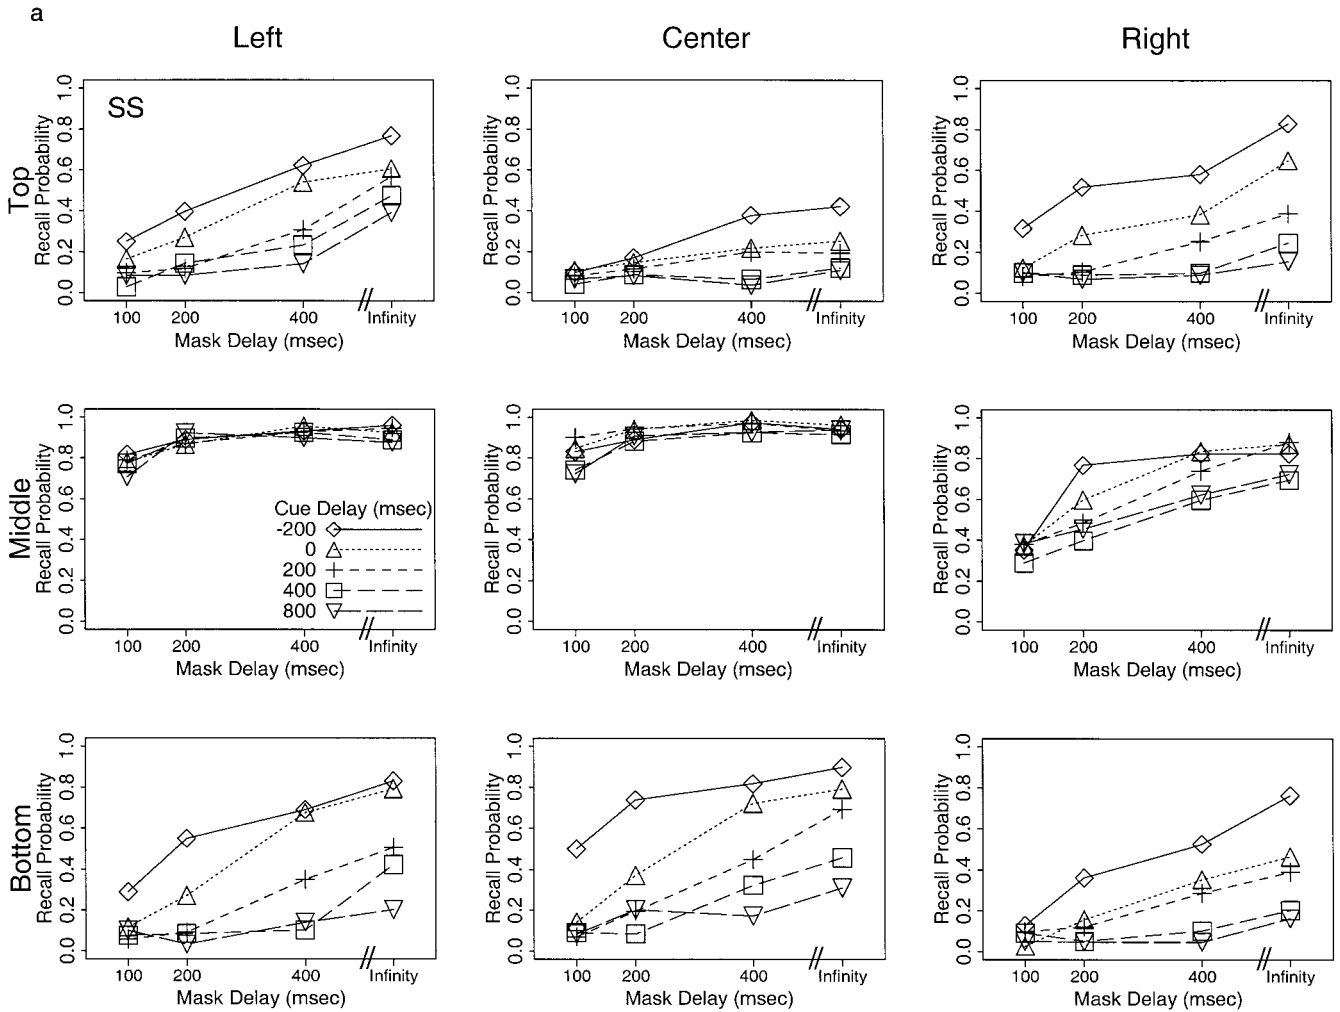 a
Left Center Right
Top
SS
Recall Probability
0.0 0.2 0.4 0.6 0.8 1.0
100 200 400 Infinity
Mask Delay (msec)
Recall Probability
0.0 0.2 0.4 0.6 0.8 1.0
100 200 400 Infinity
Mask Delay (msec)
Recall Probability
0.0 0.2 0.4 0.6 0.8 1.0
100 200 400 Infinity
Mask Delay (msec)
Middle
Recall Probability
0.0 0.2 0.4 0.6 0.8 1.0
Cue Delay (msec)
-200
0
200
400
800
100 200 400 Infinity
Mask Delay (msec)
Recall Probability
0.0 0.2 0.4 0.6 0.8 1.0
100 200 400 Infinity
Mask Delay (msec)
Recall Probability
0.0 0.2 0.4 0.6 0.8 1.0
100 200 400 Infinity
Mask Delay (msec)
Bottom
Recall Probability
0.0 0.2 0.4 0.6 0.8 1.0
100 200 400 Infinity
Mask Delay (msec)
Recall Probability
0.0 0.2 0.4 0.6 0.8 1.0
100 200 400 Infinity
Mask Delay (msec)
Recall Probability
0.0 0.2 0.4 0.6 0.8 1.0
100 200 400 Infinity
Mask Delay (msec)